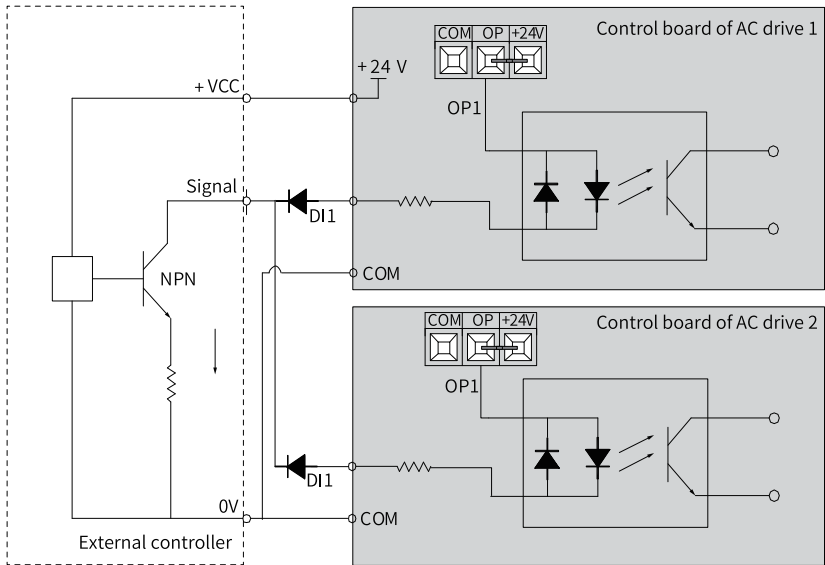 COM OP +24V
Control board of AC drive 1
+24 V
+ VCC
OP1
Signal
DI1
NPN
COM
COM OP +24V
Control board of AC drive 2
OP1
DI1
0V
COM
External controller